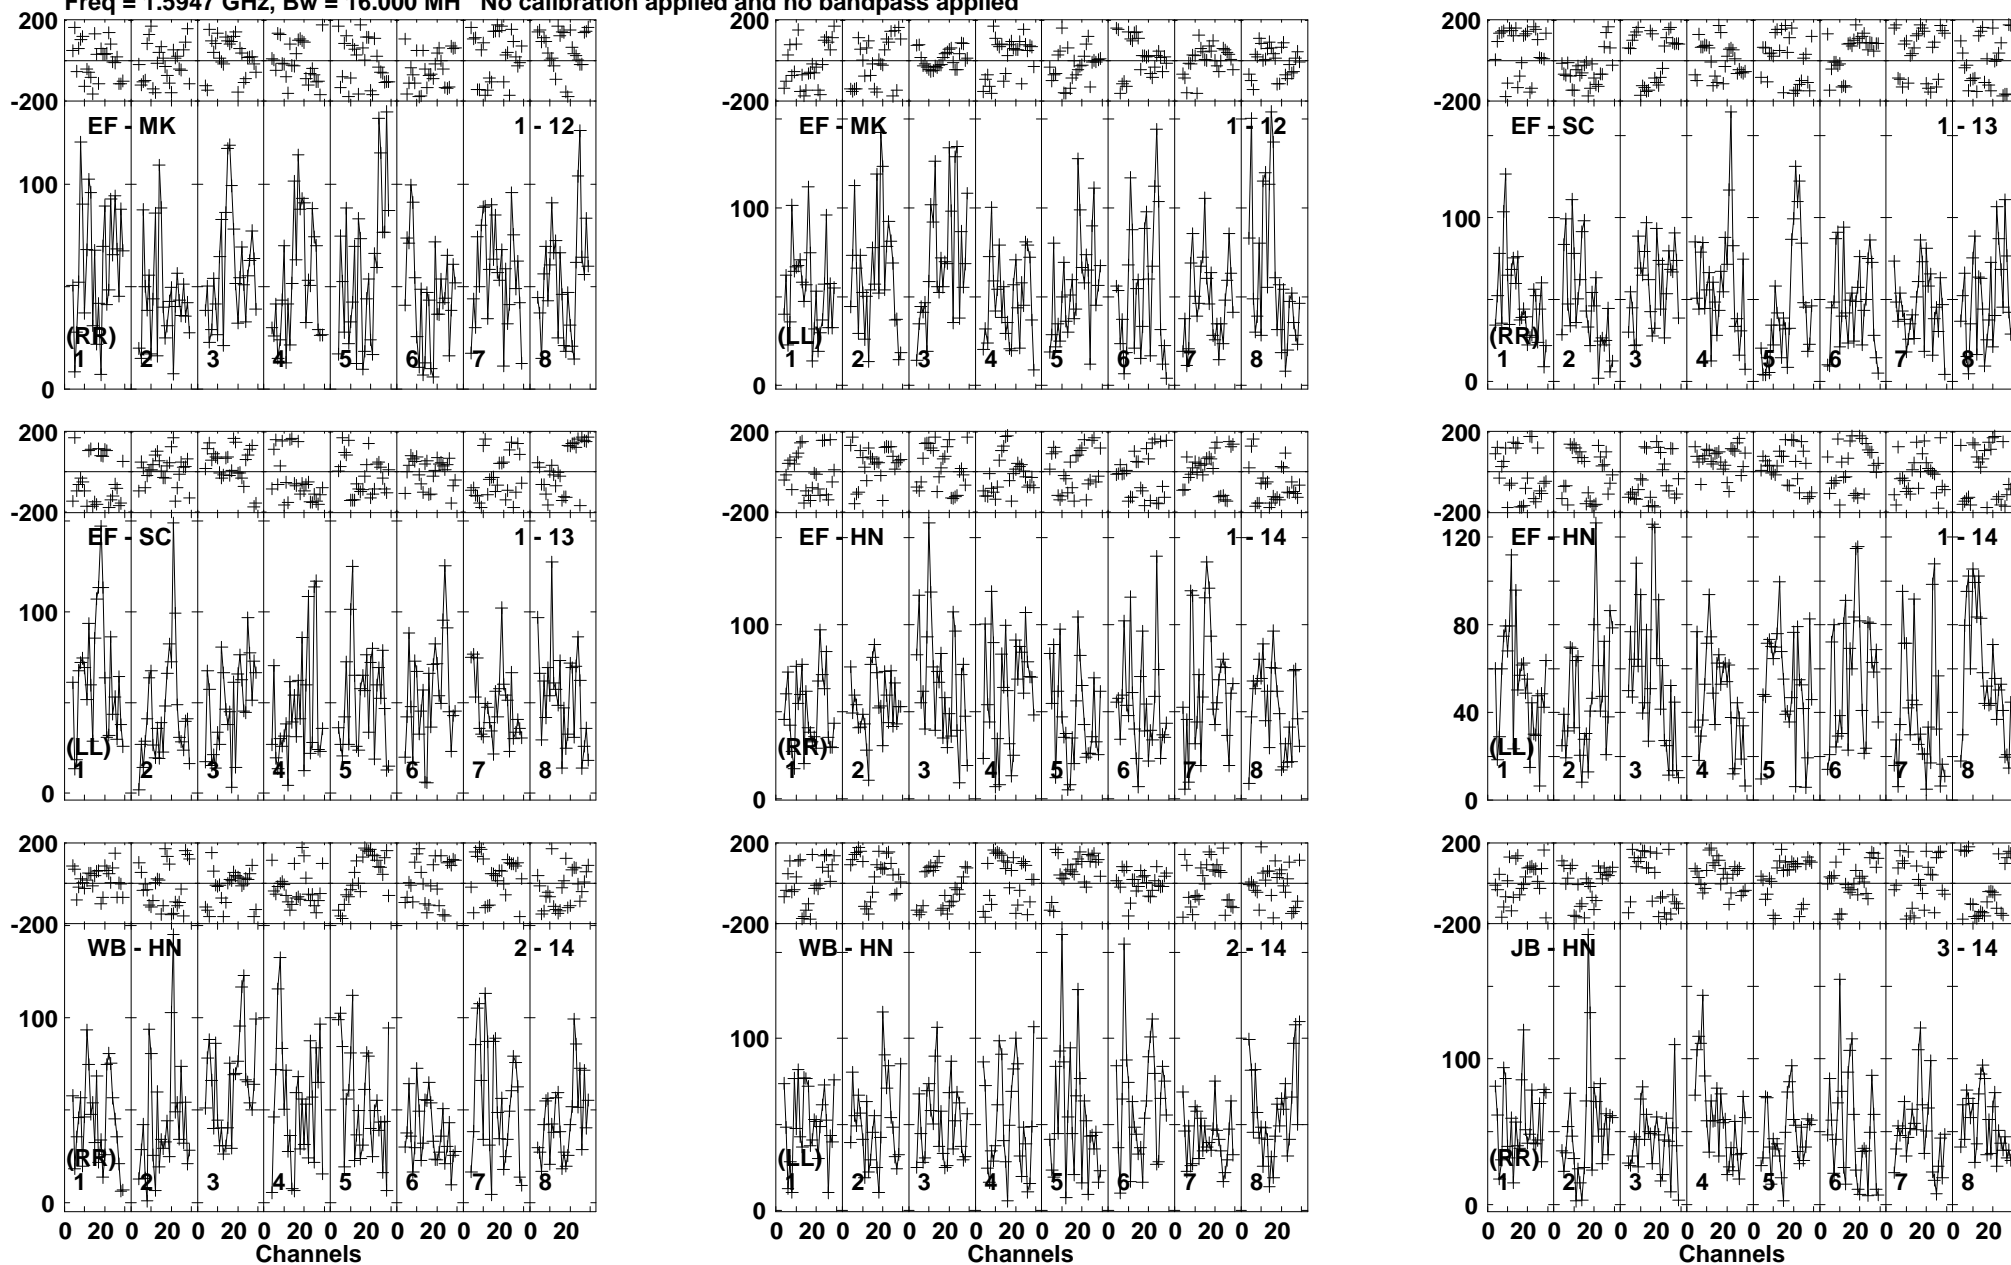 Freq = 1.5947 GHz, Bw = 16.000 MH No calibration applied and no bandpass applied
200
-200
EF - MK 1 - 12
100
(RR)
1 2 3 4 5 6 7 8
0
200
-200
EF - MK 1 - 12
100
(LL)
1 2 3 4 5 6 7 8
0
200
-200
EF - SC 1 - 13
100
(RR)
1 2 3 4 5 6 7 8
0
200
-200
EF - SC 1 - 13
100
(LL)
1 2 3 4 5 6 7 8
0
200
-200
EF - HN 1 - 14
100
(RR)
1 2 3 4 5 6 7 8
0
200
-200
120
EF - HN 1 - 14
80
40
(LL)
1 2 3 4 5 6 7 8
0
200
-200
WB - HN 2 - 14
100
(RR)
1 2 3 4 5 6 7 8
0
0 20 0 20 0 20 0 20 0 20 0 20 0 20 0 20
Channels
200
-200
WB - HN 2 - 14
100
(LL)
1 2 3 4 5 6 7 8
0
0 20 0 20 0 20 0 20 0 20 0 20 0 20 0 20
Channels
200
-200
JB - HN 3 - 14
100
(RR)
1 2 3 4 5 6 7 8
0
0 20 0 20 0 20 0 20 0 20 0 20 0 20 0 20
Channels